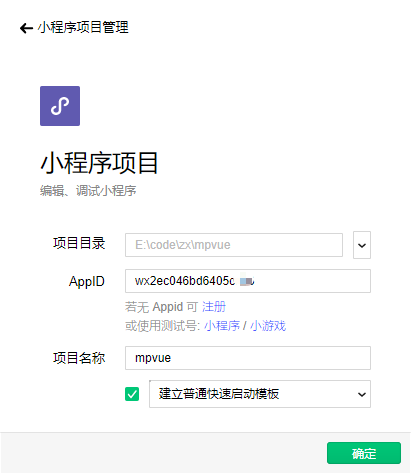 小程序项目管理
小程序项目
编辑、调试小程序
项目目录 E:\code\zx\mpvue
AppID wx2ec046bd6405c
若无 Appid 可 注册
或使用测试号: 小程序 / 小游戏
项目名称 mpvue
建立普通快速启动模板
确定